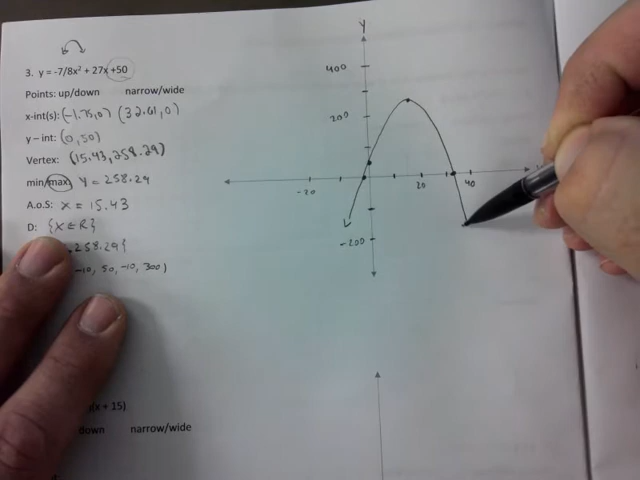 3. y = -7/8x² + 27x +50
Points: up/down narrow/wide
x-int(s): (-1.75,0) (32.61,0)
y – int: (0,50)
Vertex: (15.43,258.29)
min/max: y = 258.29
A.o.S: x = 15.43
D: {x ∈ R}
.258.29}
-10, 50, -10, 300)
(x + 15)
down narrow/wide
y
400
200
-20 20 40
-200